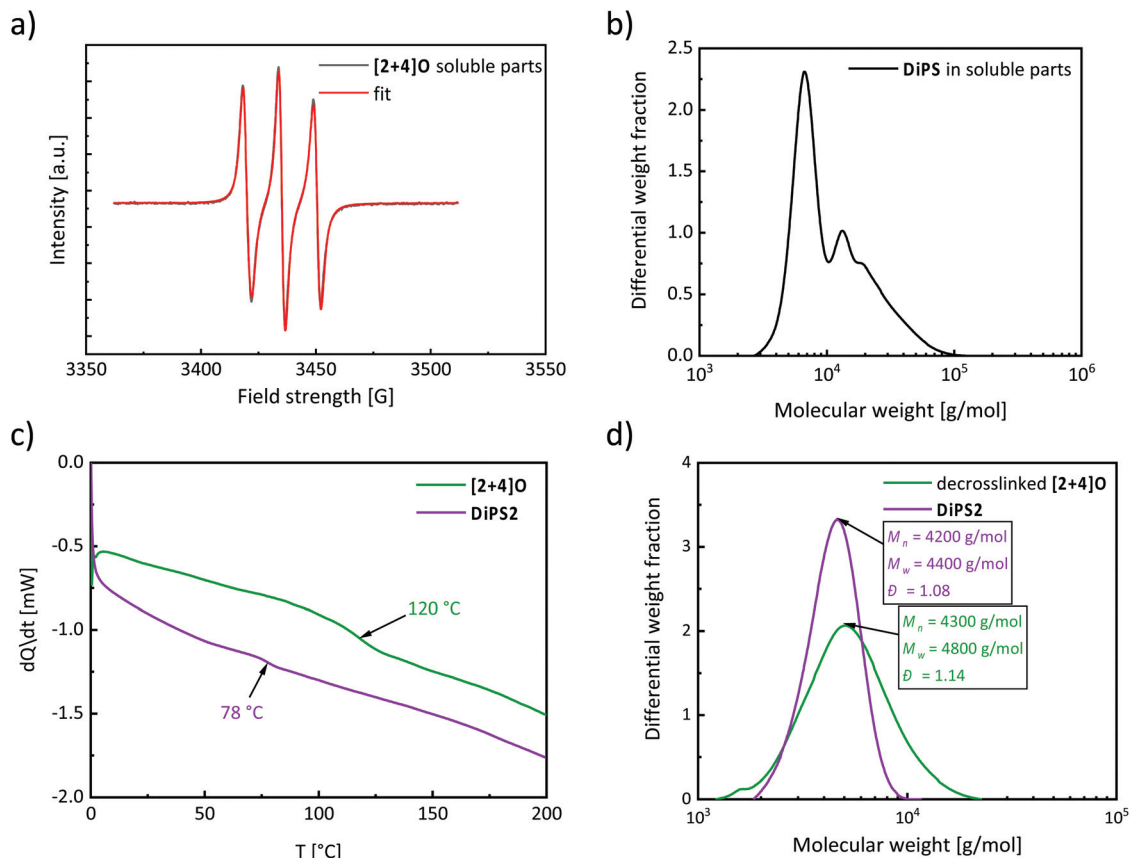 a)
[2+4]O soluble parts
fit
Intensity [a.u.]
3350
3400
3450
3500
3550
Field strength [G]
b)
DiPS in soluble parts
Differential weight fraction
2.5
2.0
1.5
1.0
0.5
0.0
10³
10⁴
10⁵
10⁶
Molecular weight [g/mol]
c)
[2+4]O
DiPS2
dQ\dt [mW]
0.0
-0.5
-1.0
-1.5
-2.0
120 °C
78 °C
0
50
100
150
200
T [°C]
d)
decrosslinked [2+4]O
DiPS2
Differential weight fraction
4
3
2
1
0
Mn = 4200 g/mol
Mw = 4400 g/mol
Đ = 1.08
Mn = 4300 g/mol
Mw = 4800 g/mol
Đ = 1.14
10³
10⁴
10⁵
Molecular weight [g/mol]